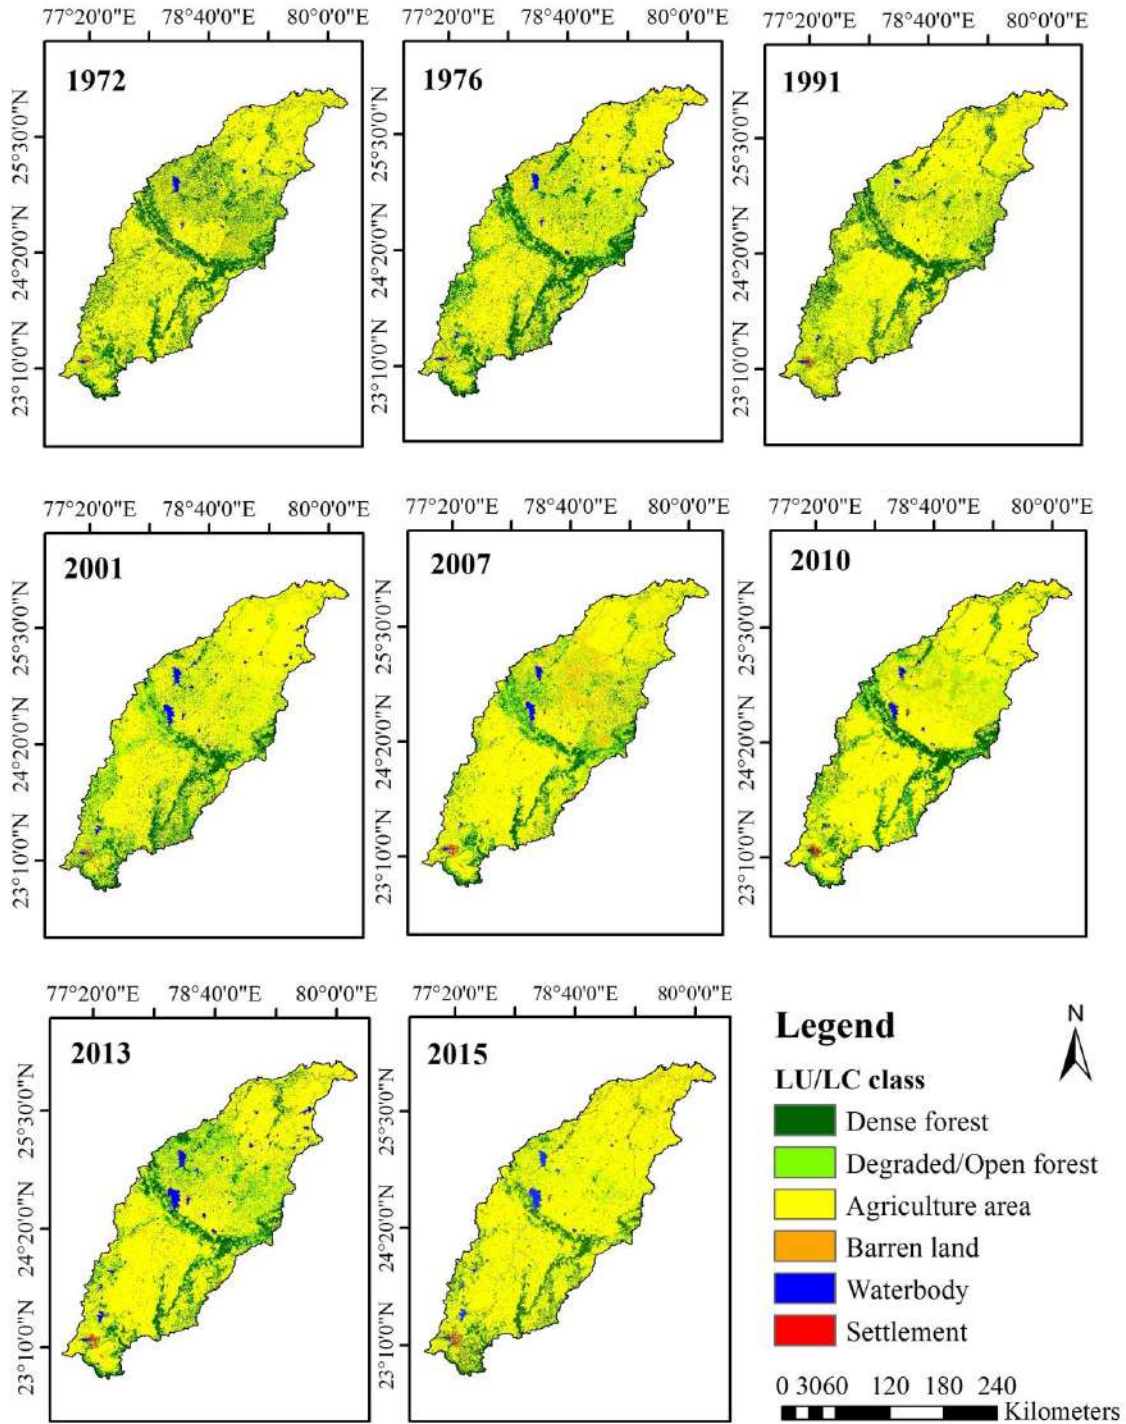 77°20'0"E 78°40'0"E 80°0'0"E
77°20'0"E 78°40'0"E 80°0'0"E
77°20'0"E 78°40'0"E 80°0'0"E
1972
25°30'0"N
24°20'0"N
23°10'0"N
1976
25°30'0"N
24°20'0"N
23°10'0"N
1991
25°30'0"N
24°20'0"N
23°10'0"N
77°20'0"E 78°40'0"E 80°0'0"E
77°20'0"E 78°40'0"E 80°0'0"E
77°20'0"E 78°40'0"E 80°0'0"E
2001
25°30'0"N
24°20'0"N
23°10'0"N
2007
25°30'0"N
24°20'0"N
23°10'0"N
2010
25°30'0"N
24°20'0"N
23°10'0"N
77°20'0"E 78°40'0"E 80°0'0"E
77°20'0"E 78°40'0"E 80°0'0"E
2013
25°30'0"N
24°20'0"N
23°10'0"N
2015
25°30'0"N
24°20'0"N
23°10'0"N
Legend
N
LU/LC class
Dense forest
Degraded/Open forest
Agriculture area
Barren land
Waterbody
Settlement
0 3060 120 180 240
Kilometers